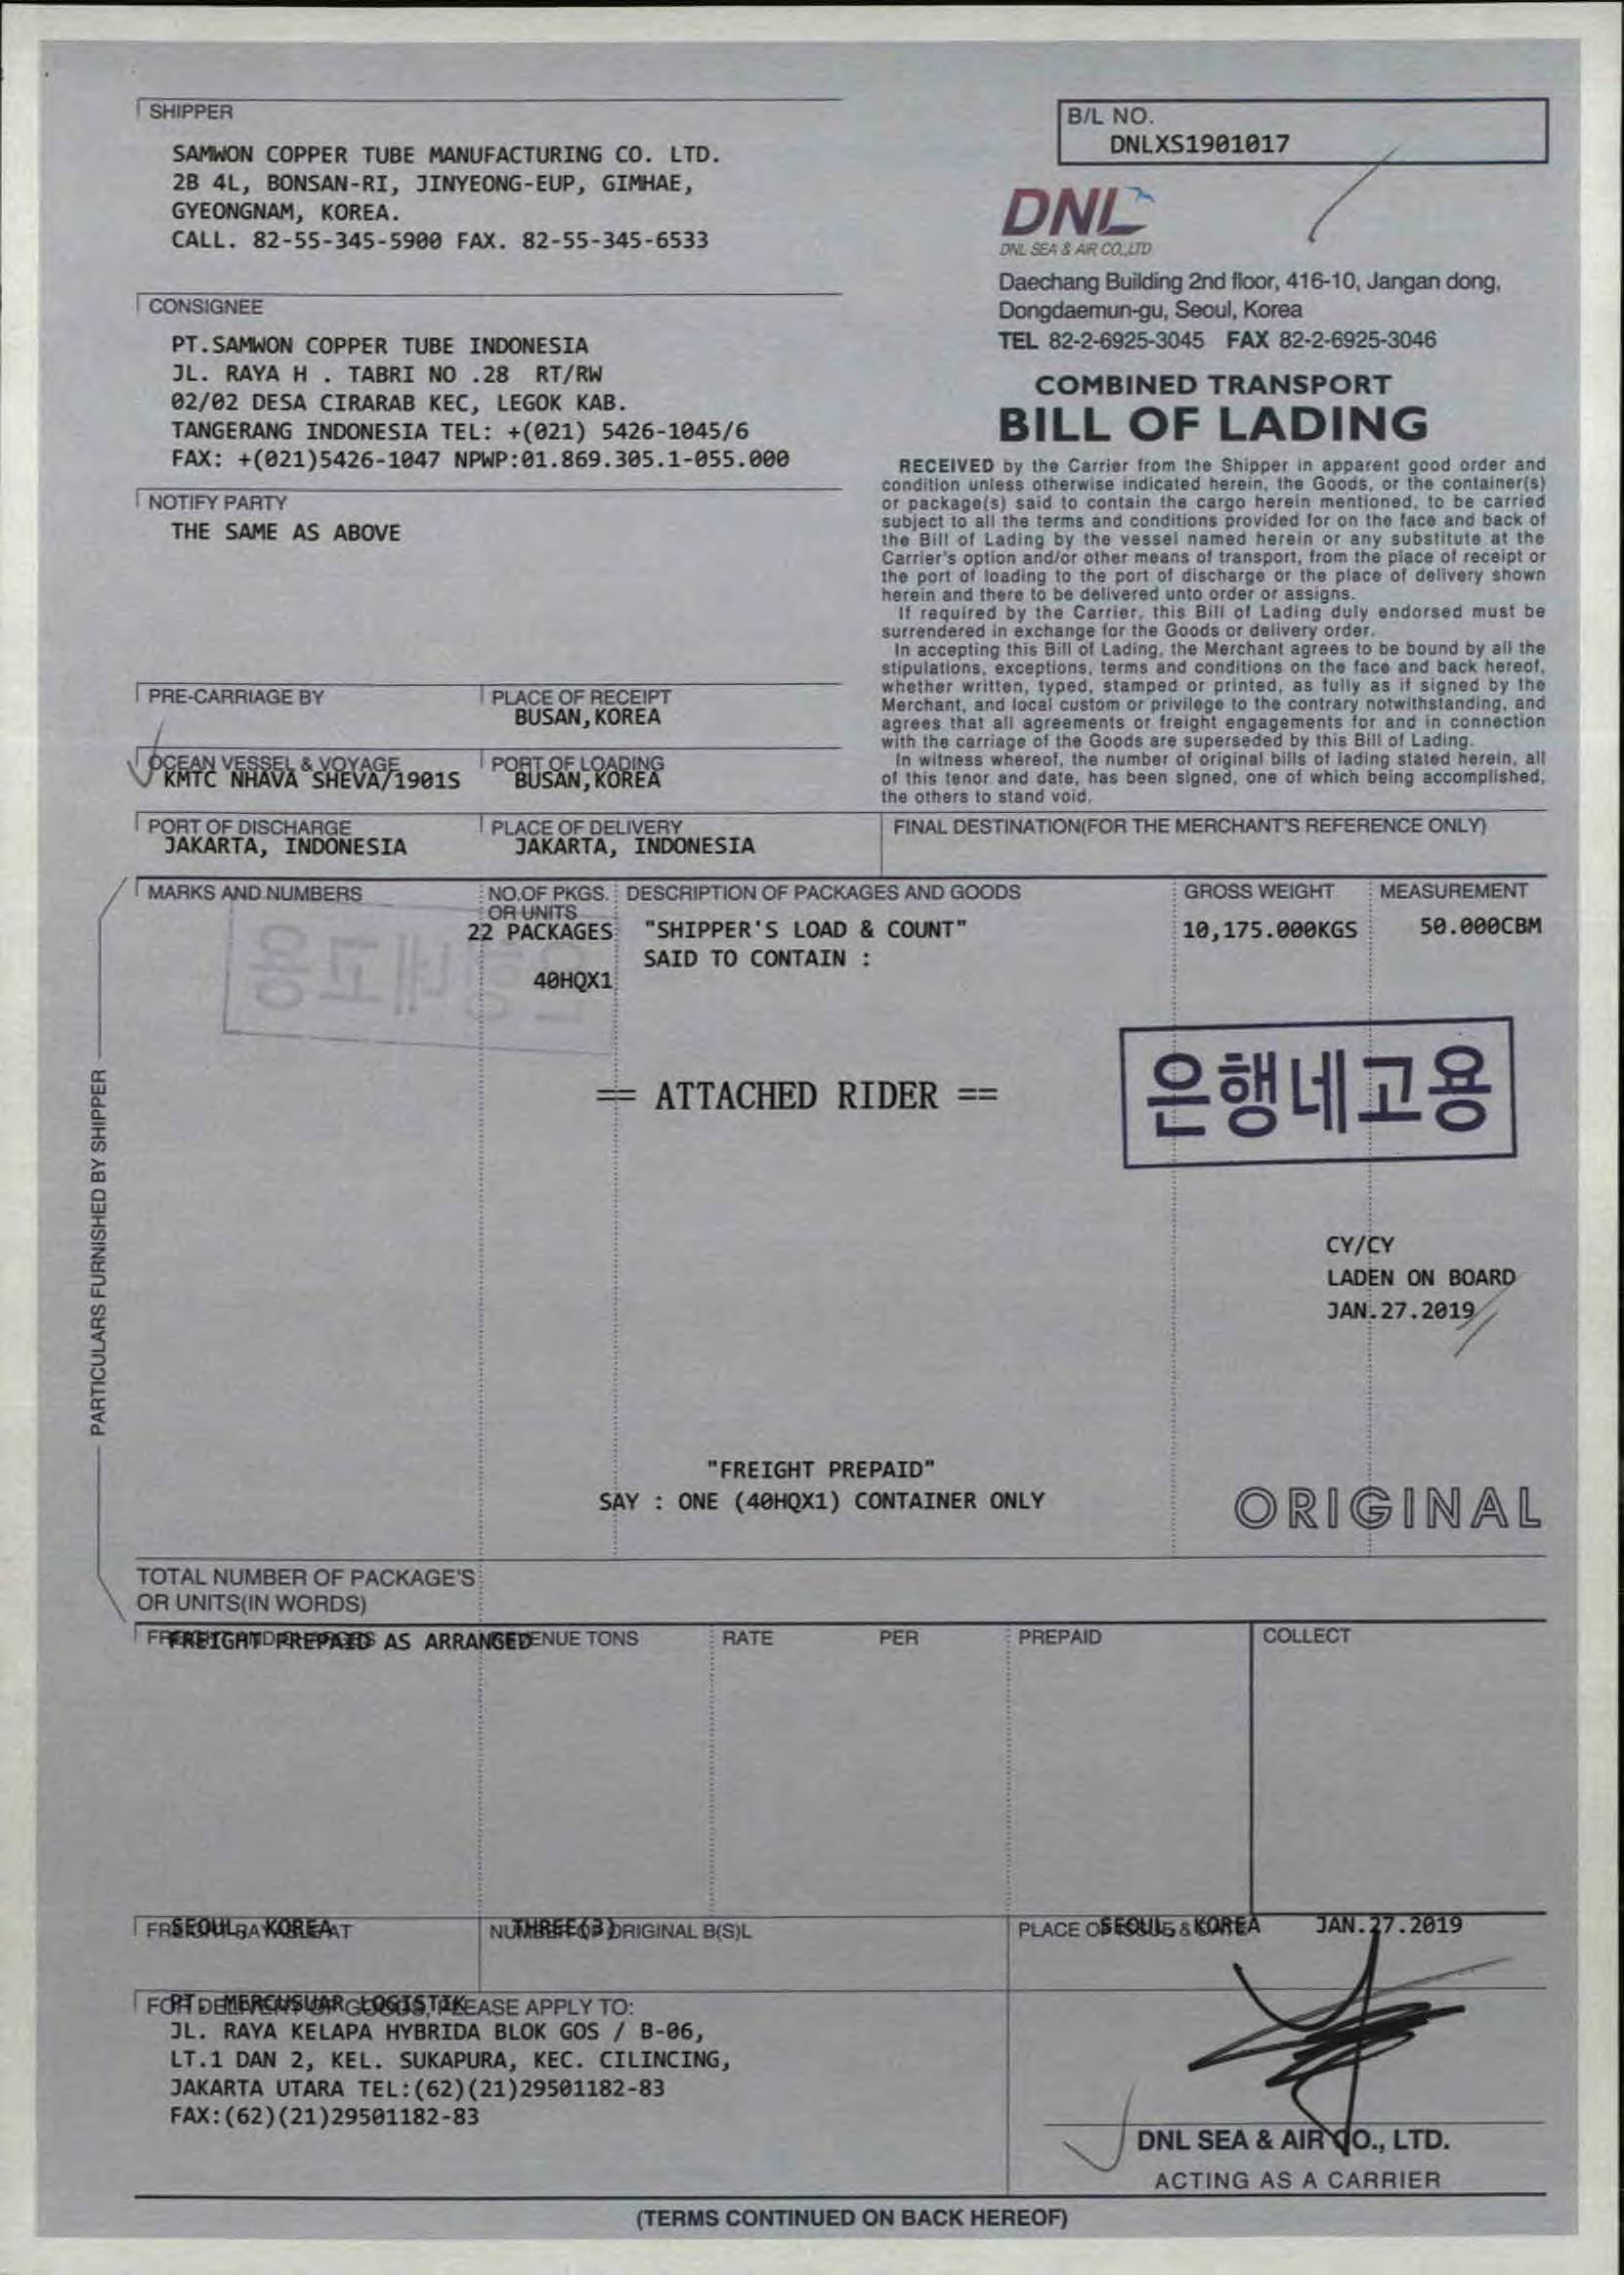 SHIPPER
SAMWON COPPER TUBE MANUFACTURING CO. LTD.
2B 4L, BONSAN-RI, JINYEONG-EUP, GIMHAE,
GYEONGNAM, KOREA.
CALL. 82-55-345-5900 FAX. 82-55-345-6533
B/L NO.
DNLXS1901017
DNL
DNL SEA & AIR CO.,LTD
Daechang Building 2nd floor, 416-10, Jangan dong,
Dongdaemun-gu, Seoul, Korea
TEL 82-2-6925-3045 FAX 82-2-6925-3046
CONSIGNEE
PT.SAMWON COPPER TUBE INDONESIA
JL. RAYA H . TABRI NO .28 RT/RW
02/02 DESA CIRARAB KEC, LEGOK KAB.
TANGERANG INDONESIA TEL: +(021) 5426-1045/6
FAX: +(021)5426-1047 NPWP:01.869.305.1-055.000
NOTIFY PARTY
THE SAME AS ABOVE
COMBINED TRANSPORT
BILL OF LADING
RECEIVED by the Carrier from the Shipper in apparent good order and
condition unless otherwise indicated herein, the Goods, or the container(s)
or package(s) said to contain the cargo herein mentioned, to be carried
subject to all the terms and conditions provided for on the face and back of
the Bill of Lading by the vessel named herein or any substitute at the
Carrier's option and/or other means of transport, from the place of receipt or
the port of loading to the port of discharge or the place of delivery shown
herein and there to be delivered unto order or assigns.
If required by the Carrier, this Bill of Lading duly endorsed must be
surrendered in exchange for the Goods or delivery order.
In accepting this Bill of Lading, the Merchant agrees to be bound by all the
stipulations, exceptions, terms and conditions on the face and back hereof,
whether written, typed, stamped or printed, as fully as if signed by the
Merchant, and local custom or privilege to the contrary notwithstanding, and
agrees that all agreements or freight engagements for and in connection
with the carriage of the Goods are superseded by this Bill of Lading.
In witness whereof, the number of original bills of lading stated herein, all
of this tenor and date, has been signed, one of which being accomplished,
the others to stand void.
PRE-CARRIAGE BY
PLACE OF RECEIPT
BUSAN,KOREA
OCEAN VESSEL & VOYAGE
KMTC NHAVA SHEVA/1901S
PORT OF LOADING
BUSAN,KOREA
PORT OF DISCHARGE
JAKARTA, INDONESIA
PLACE OF DELIVERY
JAKARTA, INDONESIA
FINAL DESTINATION(FOR THE MERCHANT'S REFERENCE ONLY)
PARTICULARS FURNISHED BY SHIPPER
MARKS AND NUMBERS
NO.OF PKGS.
OR UNITS
DESCRIPTION OF PACKAGES AND GOODS
GROSS WEIGHT
MEASUREMENT
22 PACKAGES
"SHIPPER'S LOAD & COUNT"
10,175.000KGS
50.000CBM
SAID TO CONTAIN :
40HQX1
== ATTACHED RIDER ==
은행네고용
CY/CY
LADEN ON BOARD
JAN.27.2019
"FREIGHT PREPAID"
SAY : ONE (40HQX1) CONTAINER ONLY
ORIGINAL
TOTAL NUMBER OF PACKAGE'S
OR UNITS(IN WORDS)
FREIGHT PREPAID AS ARRANGED
RATE
PER
PREPAID
COLLECT
SEOUL, KOREA
THREE(3)
NUMBER OF ORIGINAL B(S)L
SEOUL, KOREA JAN.27.2019
PT. MERCUSUAR LOGISTIK
FOR DELIVERY OF GOODS, PLEASE APPLY TO:
JL. RAYA KELAPA HYBRIDA BLOK GOS / B-06,
LT.1 DAN 2, KEL. SUKAPURA, KEC. CILINCING,
JAKARTA UTARA TEL:(62)(21)29501182-83
FAX:(62)(21)29501182-83
DNL SEA & AIR CO., LTD.
ACTING AS A CARRIER
(TERMS CONTINUED ON BACK HEREOF)